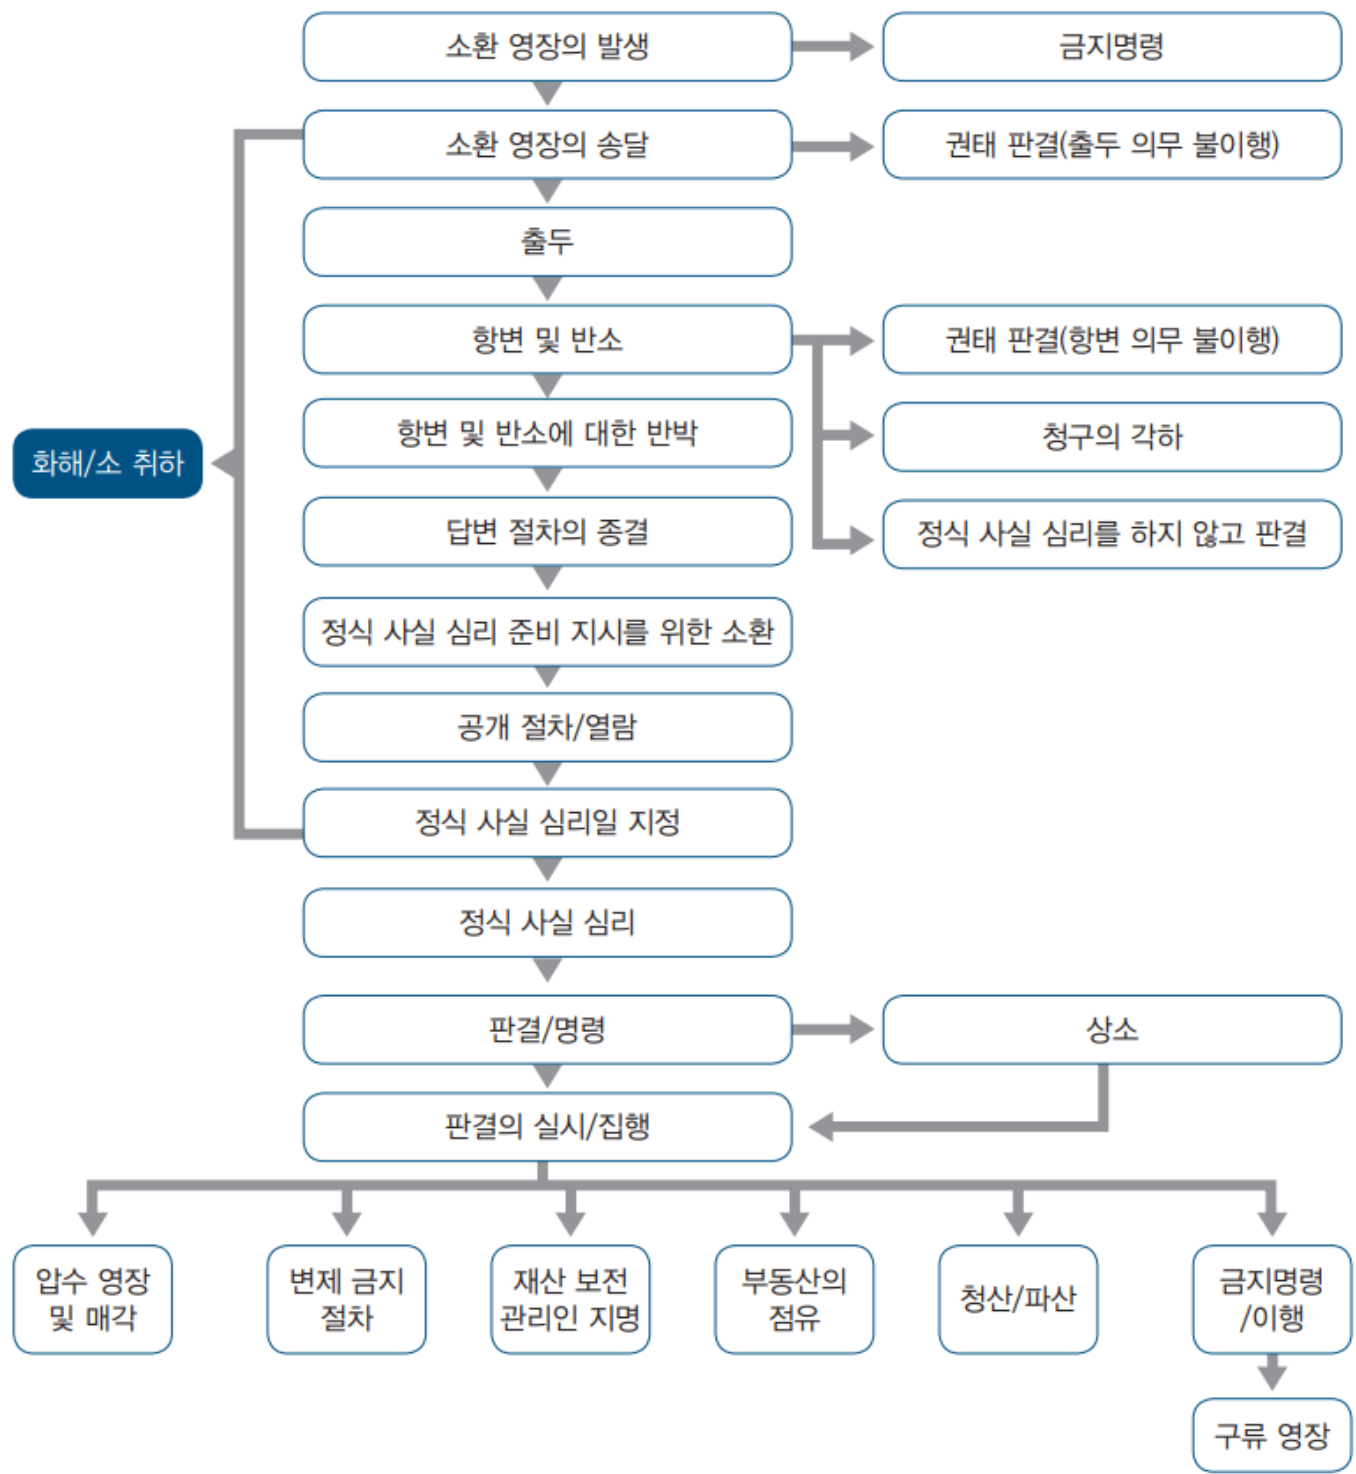 소환 영장의 발생
금지명령
소환 영장의 송달
권태 판결(출두 의무 불이행)
출두
항변 및 반소
권태 판결(항변 의무 불이행)
항변 및 반소에 대한 반박
청구의 각하
화해/소 취하
답변 절차의 종결
정식 사실 심리를 하지 않고 판결
정식 사실 심리 준비 지시를 위한 소환
공개 절차/열람
정식 사실 심리일 지정
정식 사실 심리
판결/명령
상소
판결의 실시/집행
압수 영장
및 매각
변제 금지
절차
재산 보전
관리인 지명
부동산의
점유
청산/파산
금지명령
/이행
구류 영장